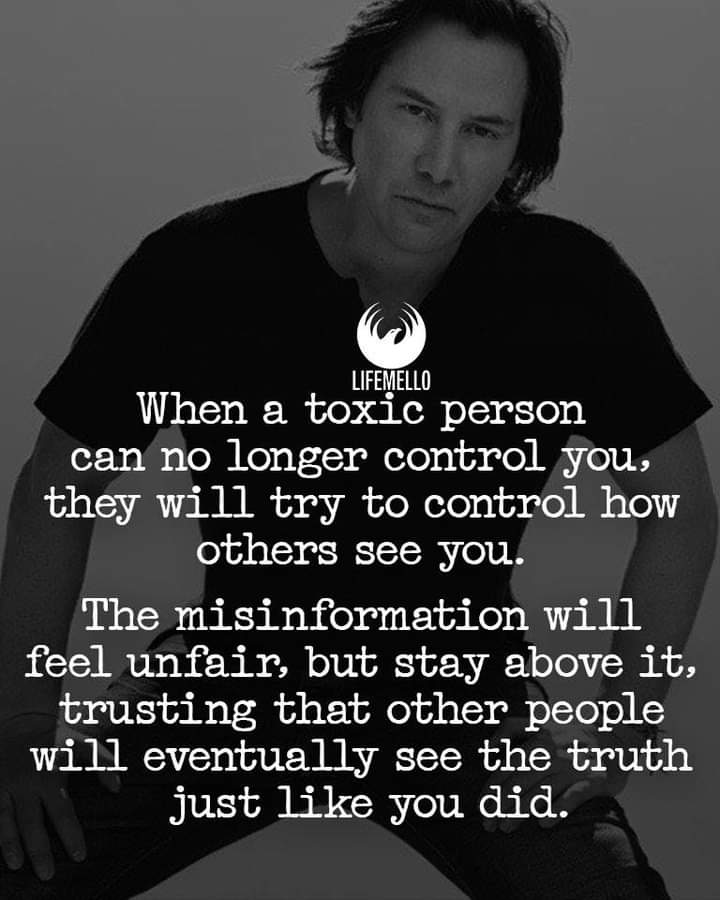 LIFEMELLO
When a toxic person
can no longer control you,
they will try to control how
others see you.
The misinformation will
feel unfair, but stay above it,
trusting that other people
will eventually see the truth
just like you did.